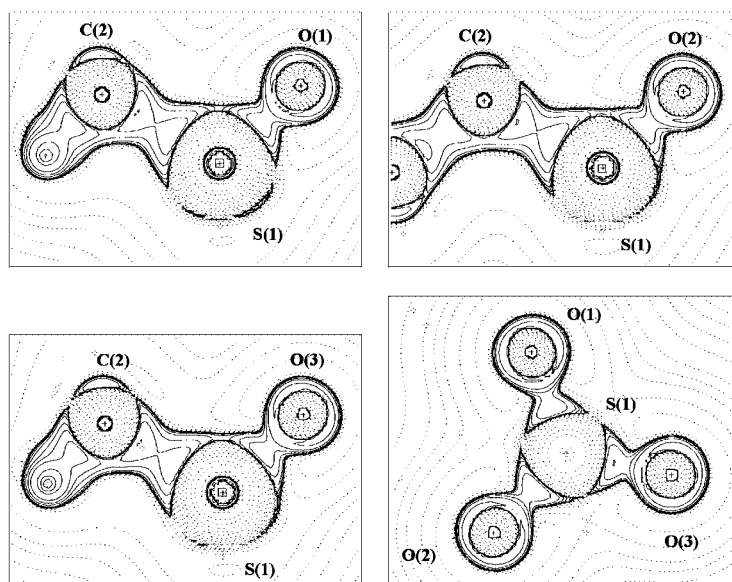 C(2) O(1)
S(1)
C(2) O(2)
S(1)
C(2) O(3)
S(1)
O(1)
S(1)
O(2) O(3)